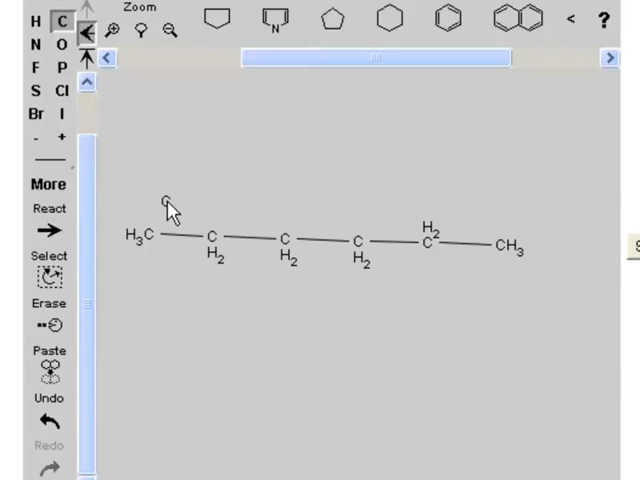 Zoom
H C
N O
F P
S Cl
Br I
- +
N
< ?
More
React
Select
Erase
Paste
Undo
Redo
C
H3C C H2 C H2 C H2 H2 C CH3
S